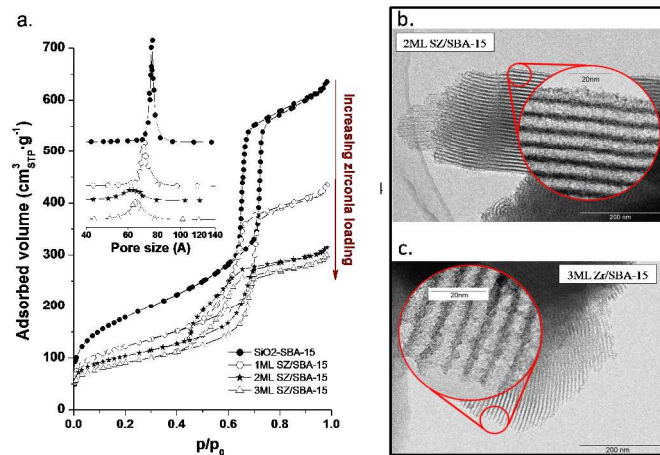 a.
700
600
500
400
300
200
100
0
0.0 0.2 0.4 0.6 0.8 1.0
Adsorbed volume (cm³STP·g⁻¹)
p/p₀
40 60 80 100 120 140
Pore size (A)
SiO2-SBA-15
1ML SZ/SBA-15
2ML SZ/SBA-15
3ML SZ/SBA-15
Increasing zirconia loading
b.
2ML SZ/SBA-15
20nm
200 nm
c.
3ML Zr/SBA-15
20nm
200 nm